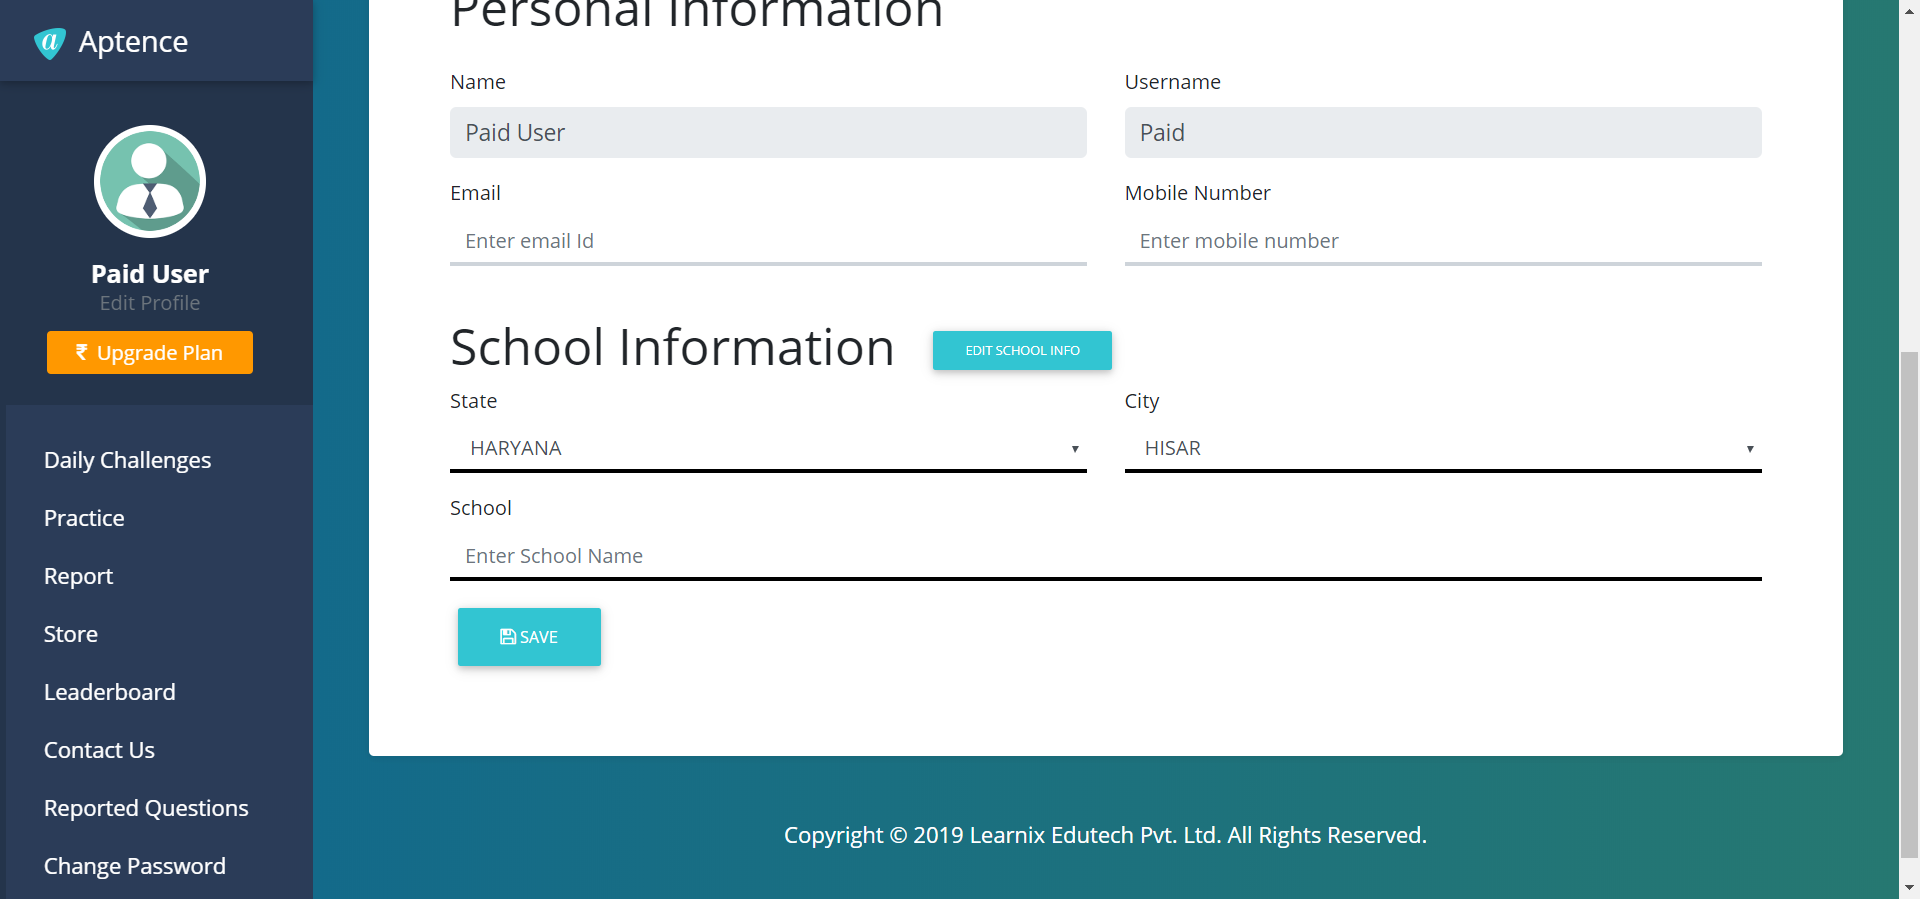 Aptence
Paid User
Edit Profile
₹ Upgrade Plan
Daily Challenges
Practice
Report
Store
Leaderboard
Contact Us
Reported Questions
Change Password
Personal Information
Name
Username
Paid User
Paid
Email
Mobile Number
Enter email Id
Enter mobile number
School Information
EDIT SCHOOL INFO
State
City
HARYANA
HISAR
School
Enter School Name
SAVE
Copyright © 2019 Learnix Edutech Pvt. Ltd. All Rights Reserved.